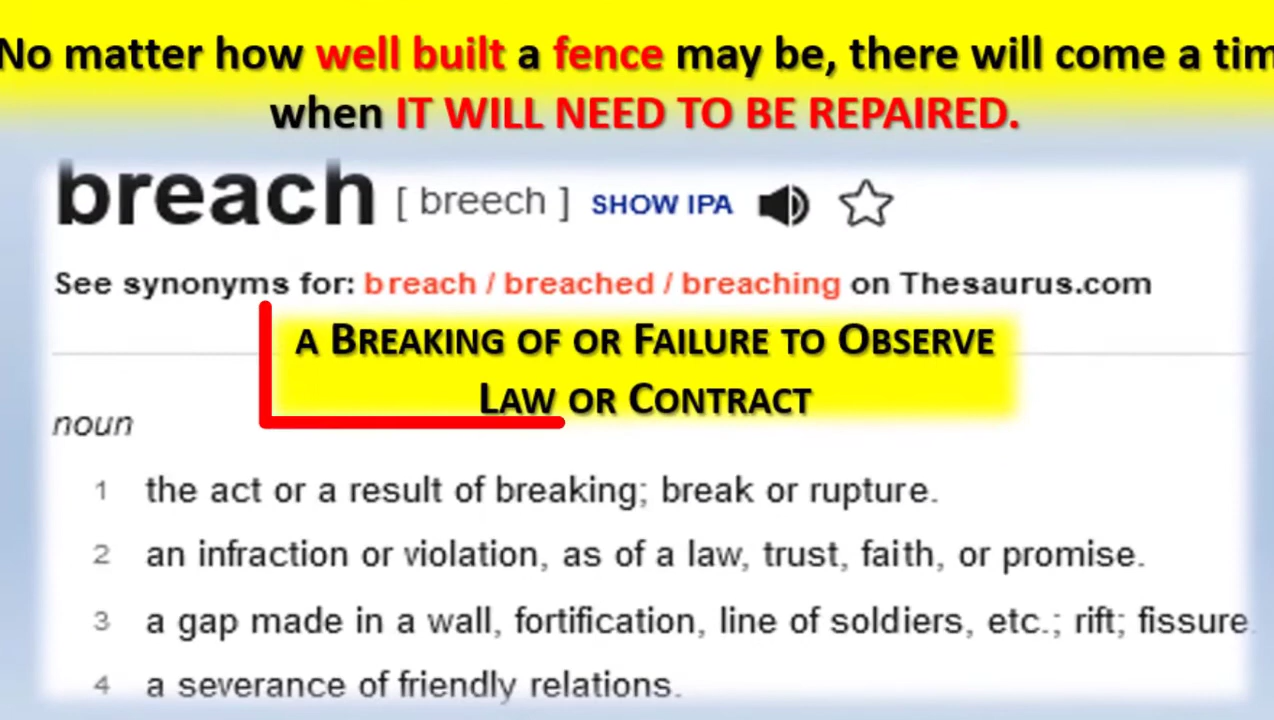 No matter how well built a fence may be, there will come a tim
when IT WILL NEED TO BE REPAIRED.
breach [ breech ] SHOW IPA
See synonyms for: breach / breached / breaching on Thesaurus.com
A BREAKING OF OR FAILURE TO OBSERVE
LAW OR CONTRACT
noun
1 the act or a result of breaking; break or rupture.
2 an infraction or violation, as of a law, trust, faith, or promise.
3 a gap made in a wall, fortification, line of soldiers, etc.; rift; fissure.
4 a severance of friendly relations.